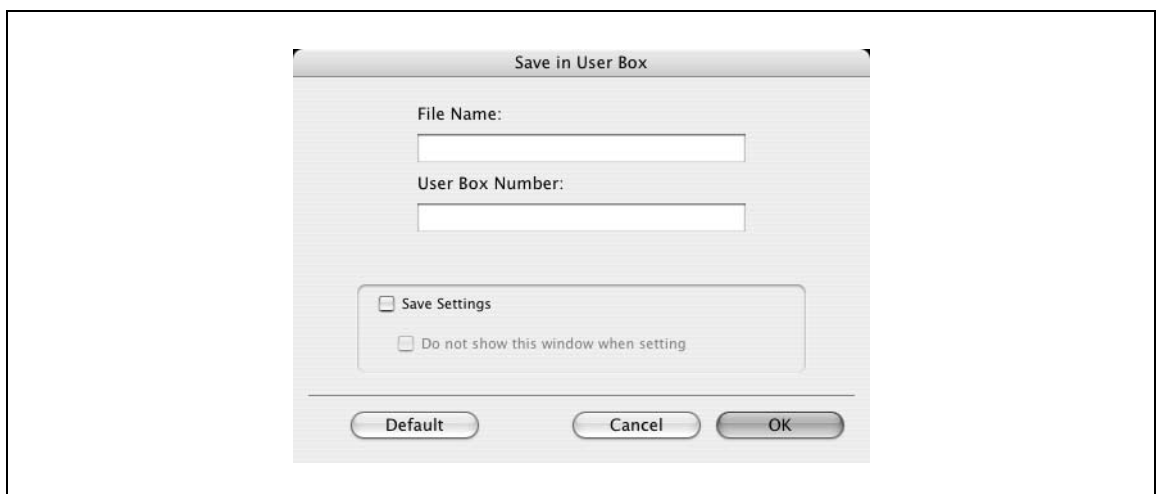 Save in User Box
File Name:
User Box Number:
Save Settings
Do not show this window when setting
Default Cancel OK